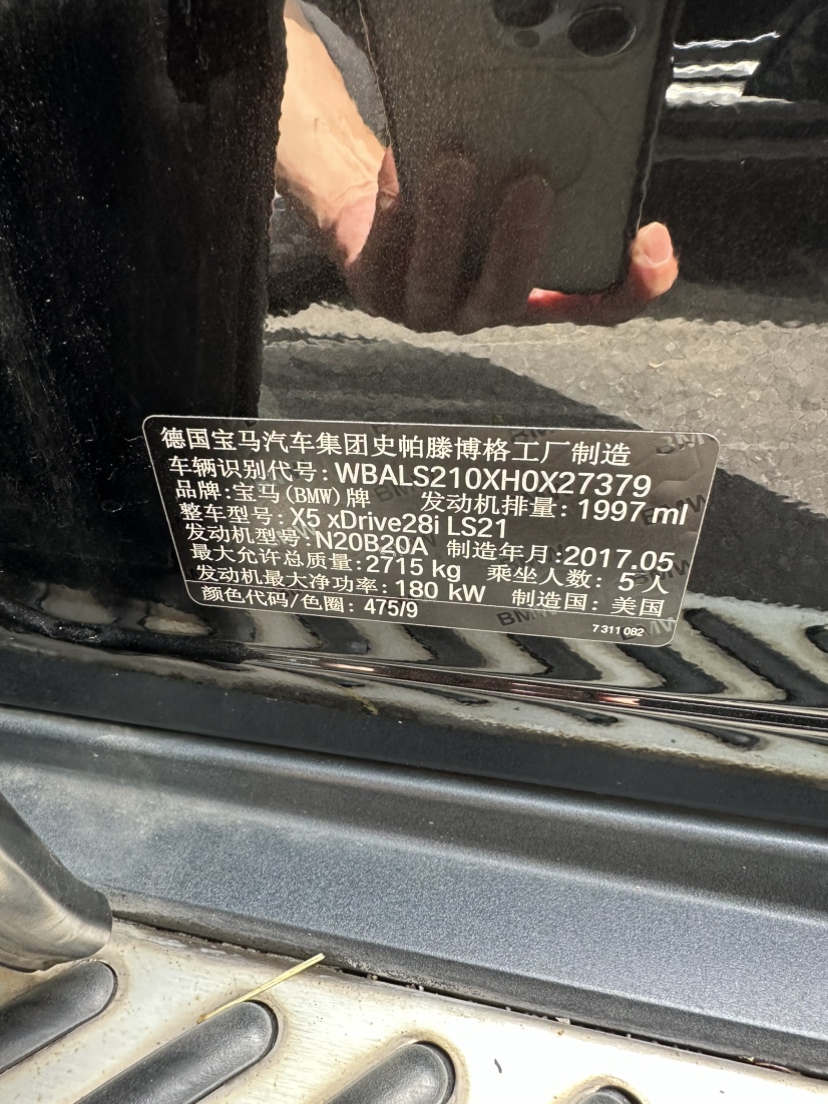 德国宝马汽车集团史帕滕博格工厂制造
车辆识别代号: WBALS210XH0X27379
品牌: 宝马(BMW)牌 发动机排量: 1997 ml
整车型号: X5 xDrive28i LS21
发动机型号: N20B20A 制造年月: 2017.05
最大允许总质量: 2715 kg 乘坐人数: 5人
发动机最大净功率: 180 kW 制造国: 美国
颜色代码/色圈: 475/9
7311082